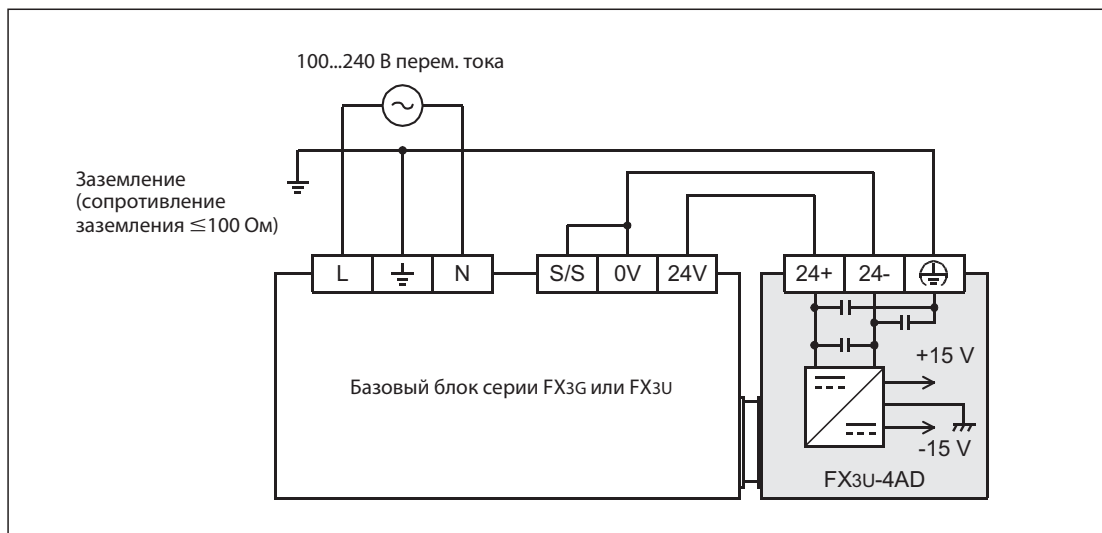 100...240 В перем. тока
Заземление
(сопротивление
заземления ≦100 Ом)
L
N
S/S
0V
24V
24+
24-
+15 V
-15 V
Базовый блок серии FX3G или FX3U
FX3U-4AD